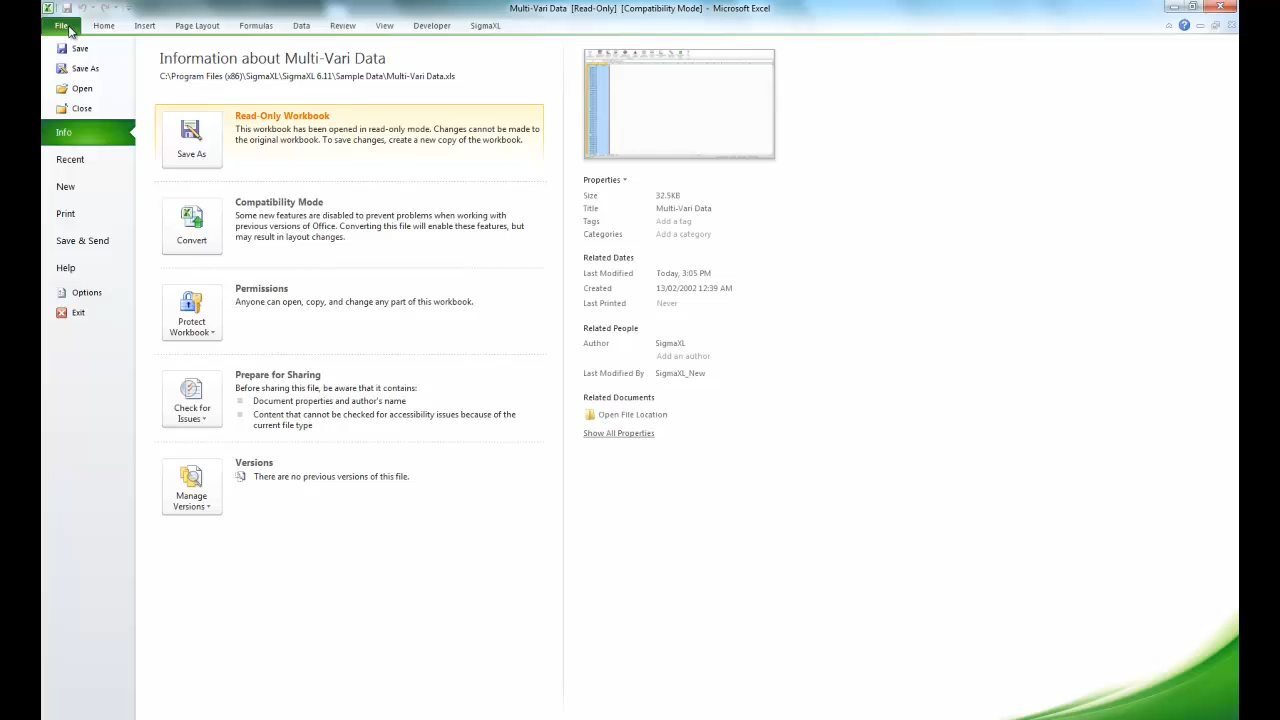 Multi-Vari Data [Read-Only] [Compatibility Mode] - Microsoft Excel
File Home Insert Page Layout Formulas Data Review View Developer SigmaXL
Save
Save As
Open
Close
Info
Recent
New
Print
Save & Send
Help
Options
Exit
Information about Multi-Vari Data
C:\Program Files (x86)\SigmaXL\SigmaXL 6.11\Sample Data\Multi-Vari Data.xls
Save As
Read-Only Workbook
This workbook has been opened in read-only mode. Changes cannot be made to
the original workbook. To save changes, create a new copy of the workbook.
Convert
Compatibility Mode
Some new features are disabled to prevent problems when working with
previous versions of Office. Converting this file will enable these features, but
may result in layout changes.
Protect
Workbook
Permissions
Anyone can open, copy, and change any part of this workbook.
Check for
Issues
Prepare for Sharing
Before sharing this file, be aware that it contains:
Document properties and author's name
Content that cannot be checked for accessibility issues because of the
current file type
Manage
Versions
Versions
There are no previous versions of this file.
Properties
Size 32.5KB
Title Multi-Vari Data
Tags Add a tag
Categories Add a category
Related Dates
Last Modified Today, 3:05 PM
Created 13/02/2002 12:39 AM
Last Printed Never
Related People
Author SigmaXL
Add an author
Last Modified By SigmaXL_New
Related Documents
Open File Location
Show All Properties